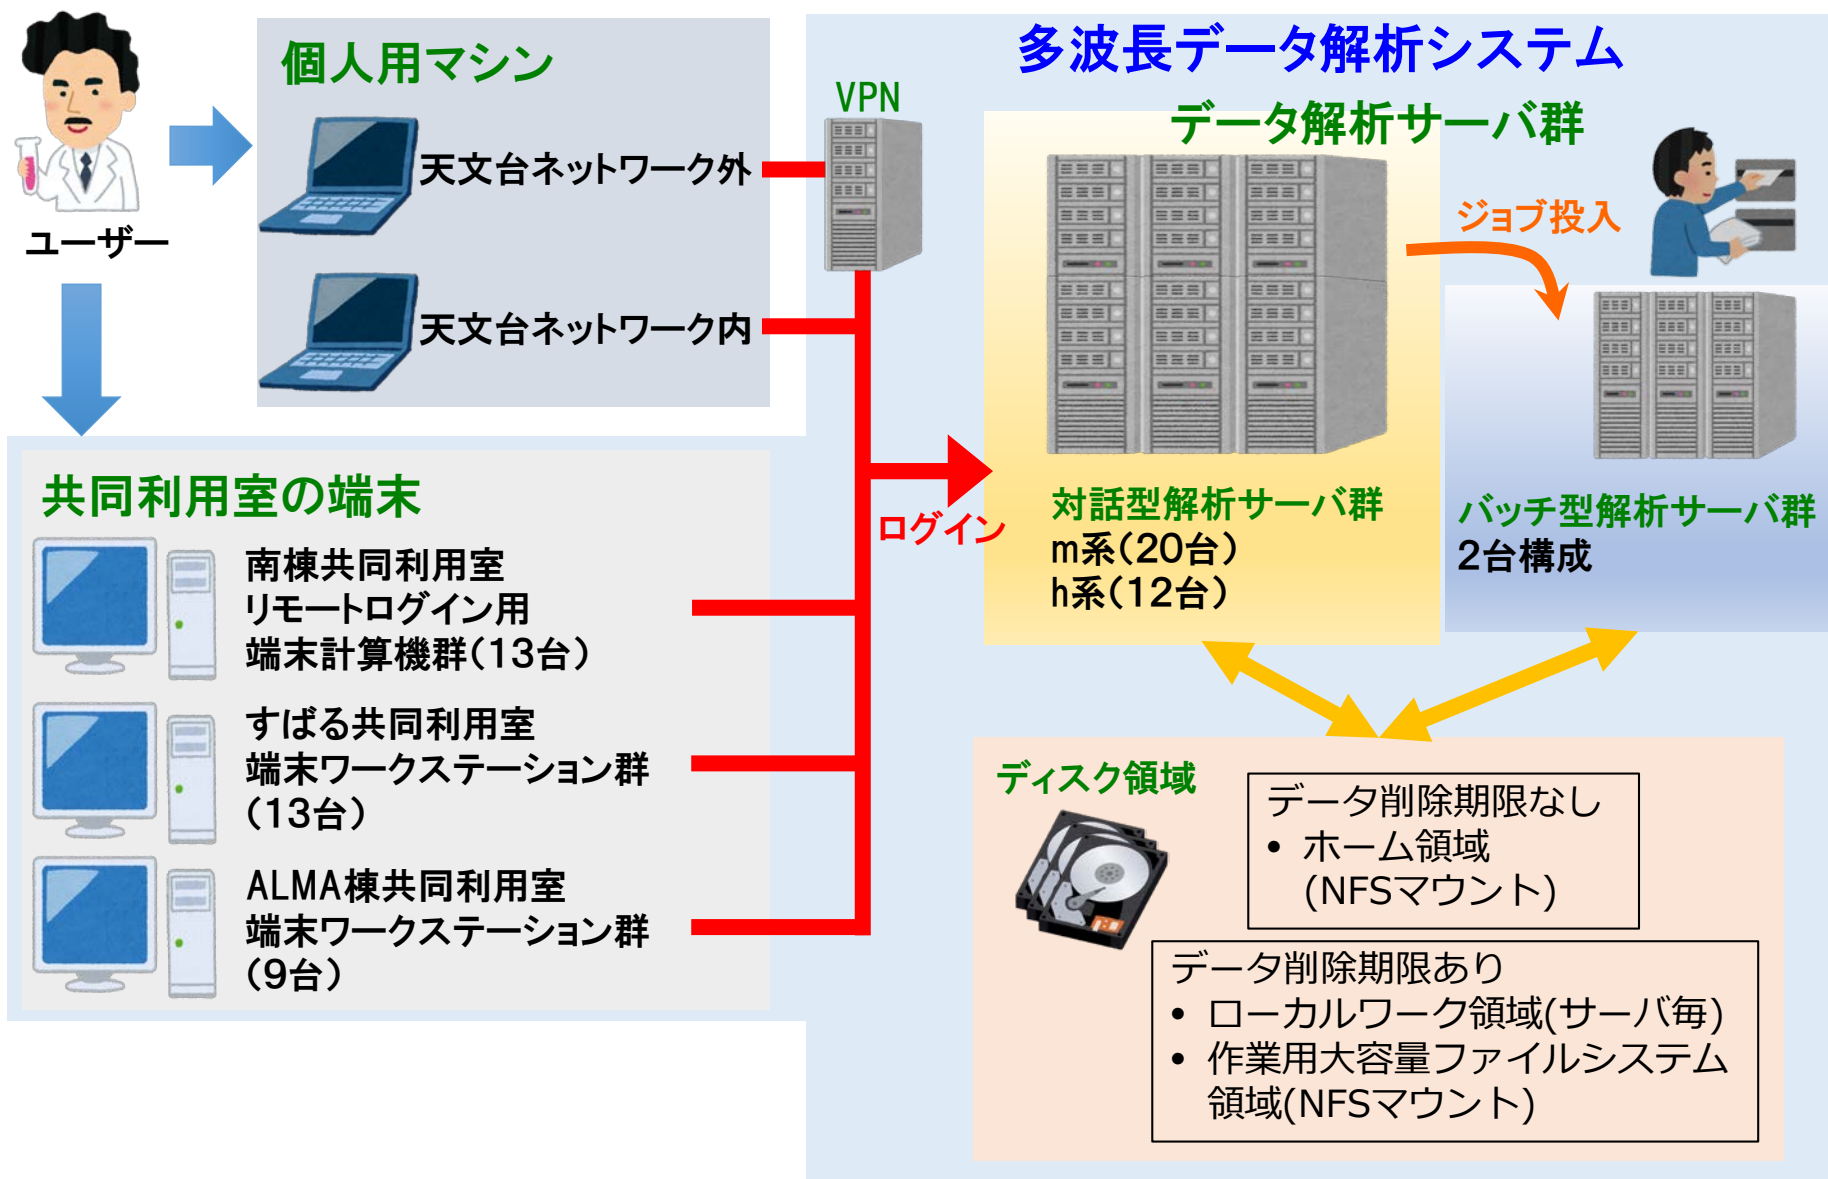 多波長データ解析システム
個人用マシン
天文台ネットワーク外
天文台ネットワーク内
ユーザー
VPN
データ解析サーバ群
ジョブ投入
対話型解析サーバ群
m系(20台)
h系(12台)
バッチ型解析サーバ群
2台構成
ログイン
共同利用室の端末
南棟共同利用室
リモートログイン用
端末計算機群(13台)
すばる共同利用室
端末ワークステーション群
(13台)
ALMA棟共同利用室
端末ワークステーション群
(9台)
ディスク領域
データ削除期限なし
• ホーム領域
(NFSマウント)
データ削除期限あり
• ローカルワーク領域(サーバ毎)
• 作業用大容量ファイルシステム
領域(NFSマウント)